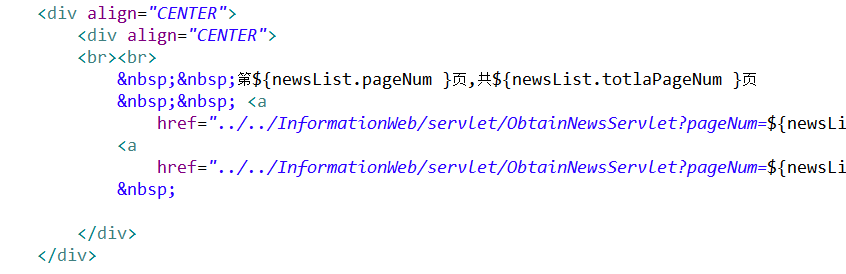 <div align="CENTER">
<div align="CENTER">
<br><br>
&nbsp;&nbsp;第${newsList.pageNum }页,共${newsList.totlaPageNum }页
&nbsp;&nbsp; <a
href="../../InformationWeb/servlet/ObtainNewsServlet?pageNum=${newsLi
<a
href="../../InformationWeb/servlet/ObtainNewsServlet?pageNum=${newsLi
&nbsp;
</div>
</div>